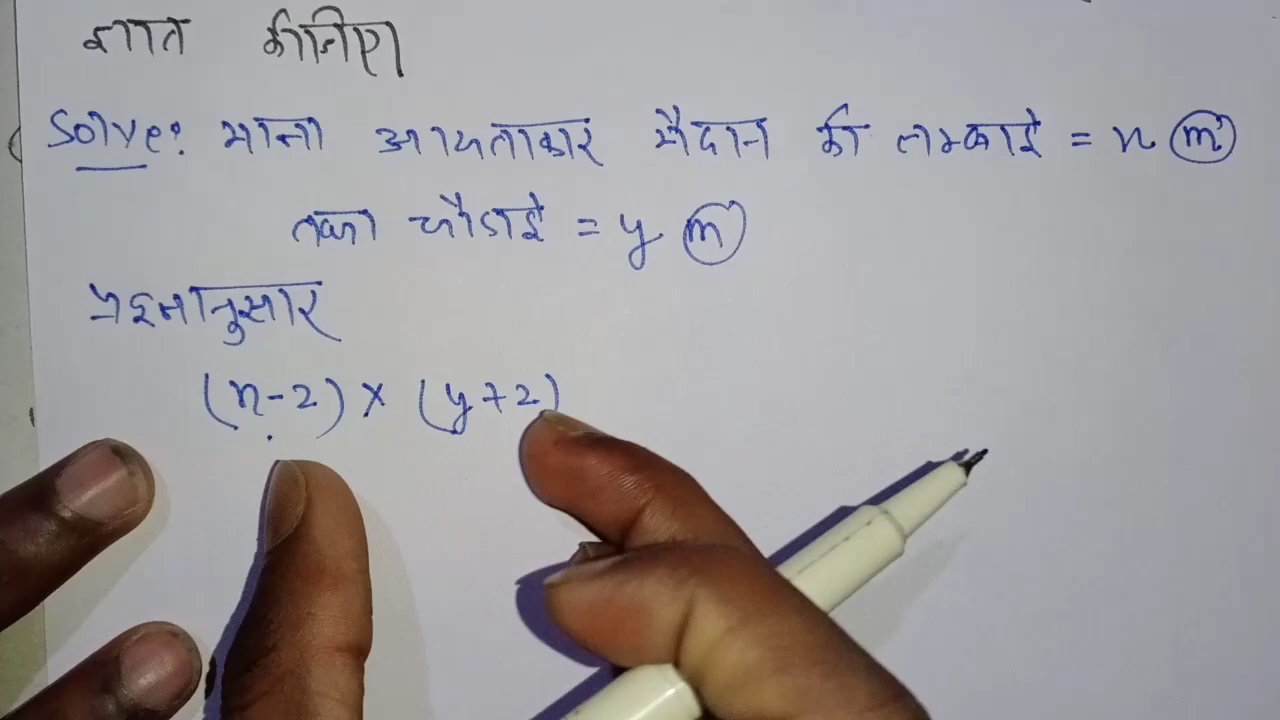 ज्ञात कीजिए।
Solve: माना आयताकार मैदान की लम्बाई = x m
तथा चौडाई = y m
प्रश्नानुसार
(x-2) × (y+2)